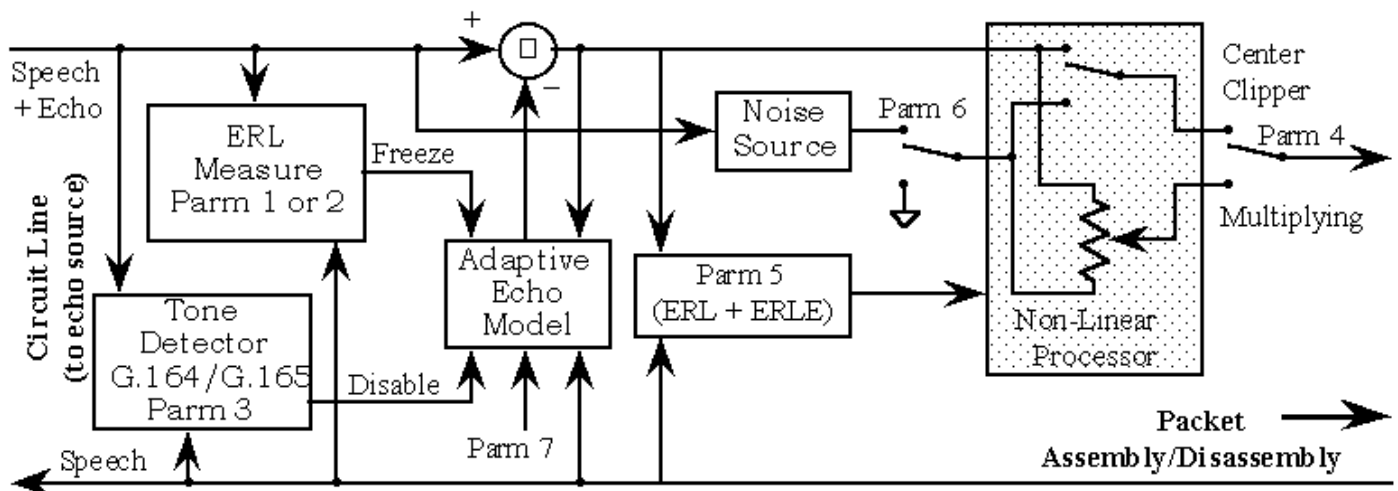 +
Speech
+ Echo
−
ERL
Measure
Parm 1 or 2
Freeze
Noise
Source
Parm 6
Center
Clipper
Parm 4
Multiplying
Circuit Line
(to echo source)
Tone
Detector
G.164/G.165
Parm 3
Disable
Adaptive
Echo
Model
Parm 5
(ERL + ERLE)
Non-Linear
Processor
Parm 7
Speech
Packet
Assembly/Disassembly